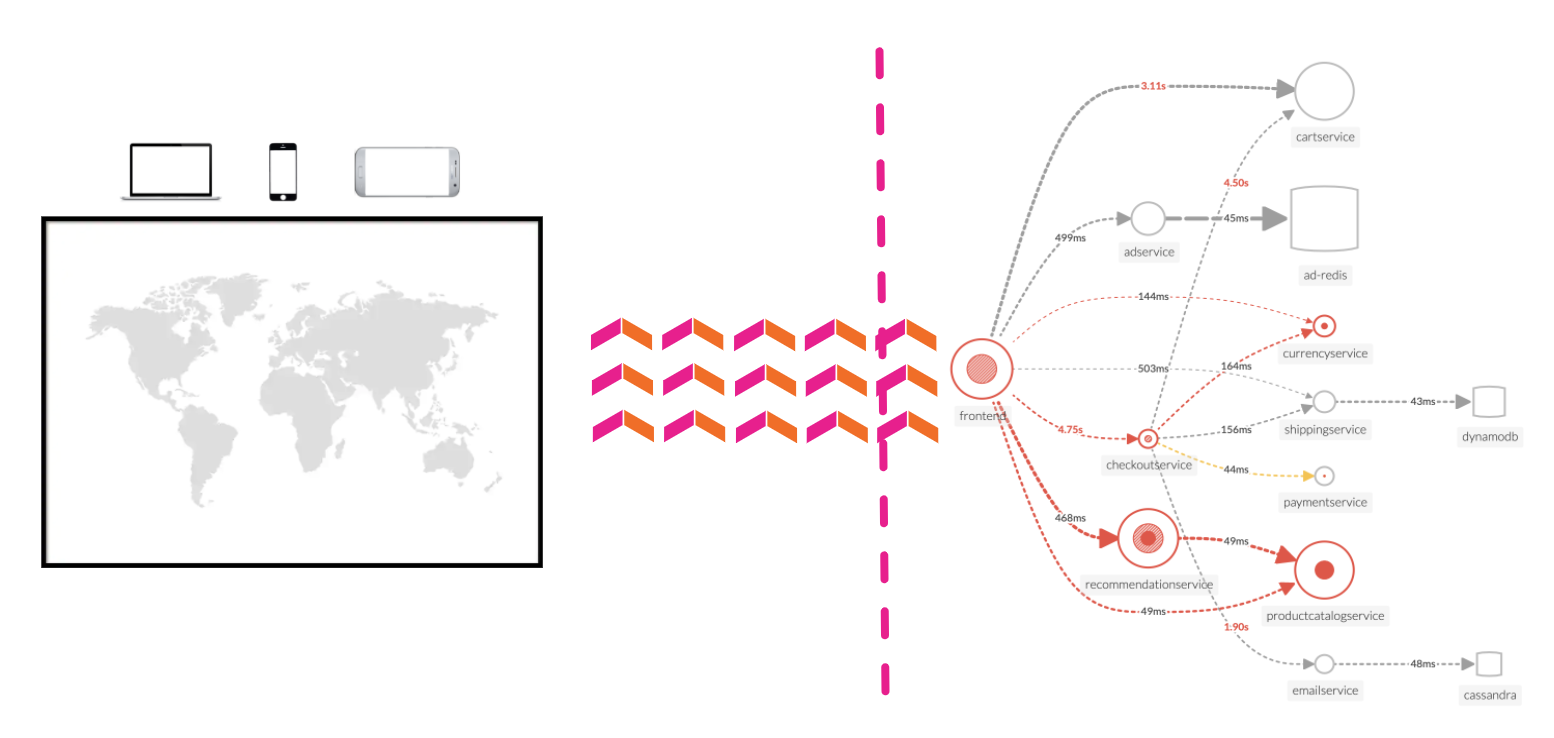 3.11s
cartservice
4.50s
499ms
45ms
adservice
ad-redis
144ms
currencyservice
503ms
164ms
frontend
43ms
4.75s
156ms
shippingservice
dynamodb
checkoutservice
44ms
paymentservice
468ms
49ms
recommendationservice
49ms
productcatalogservice
1.90s
48ms
emailservice
cassandra